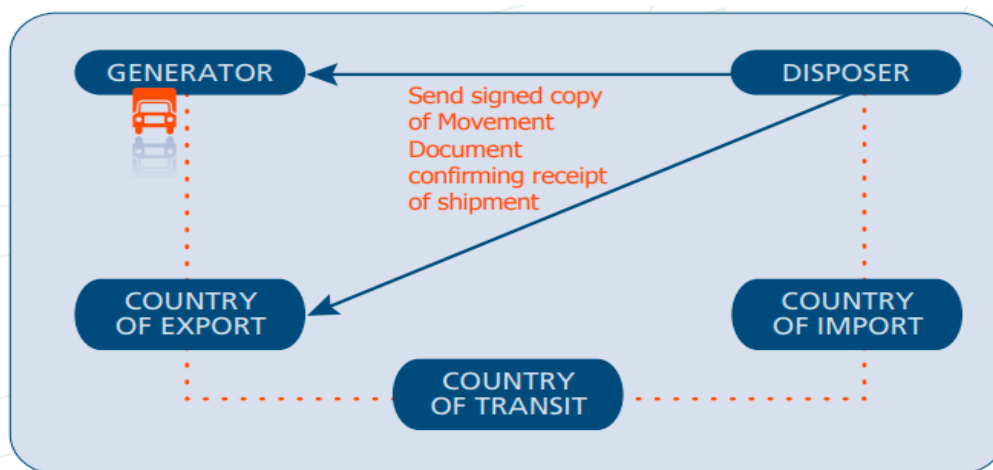 GENERATOR
DISPOSER
Send signed copy
of Movement
Document
confirming receipt
of shipment
COUNTRY
OF EXPORT
COUNTRY
OF IMPORT
COUNTRY
OF TRANSIT